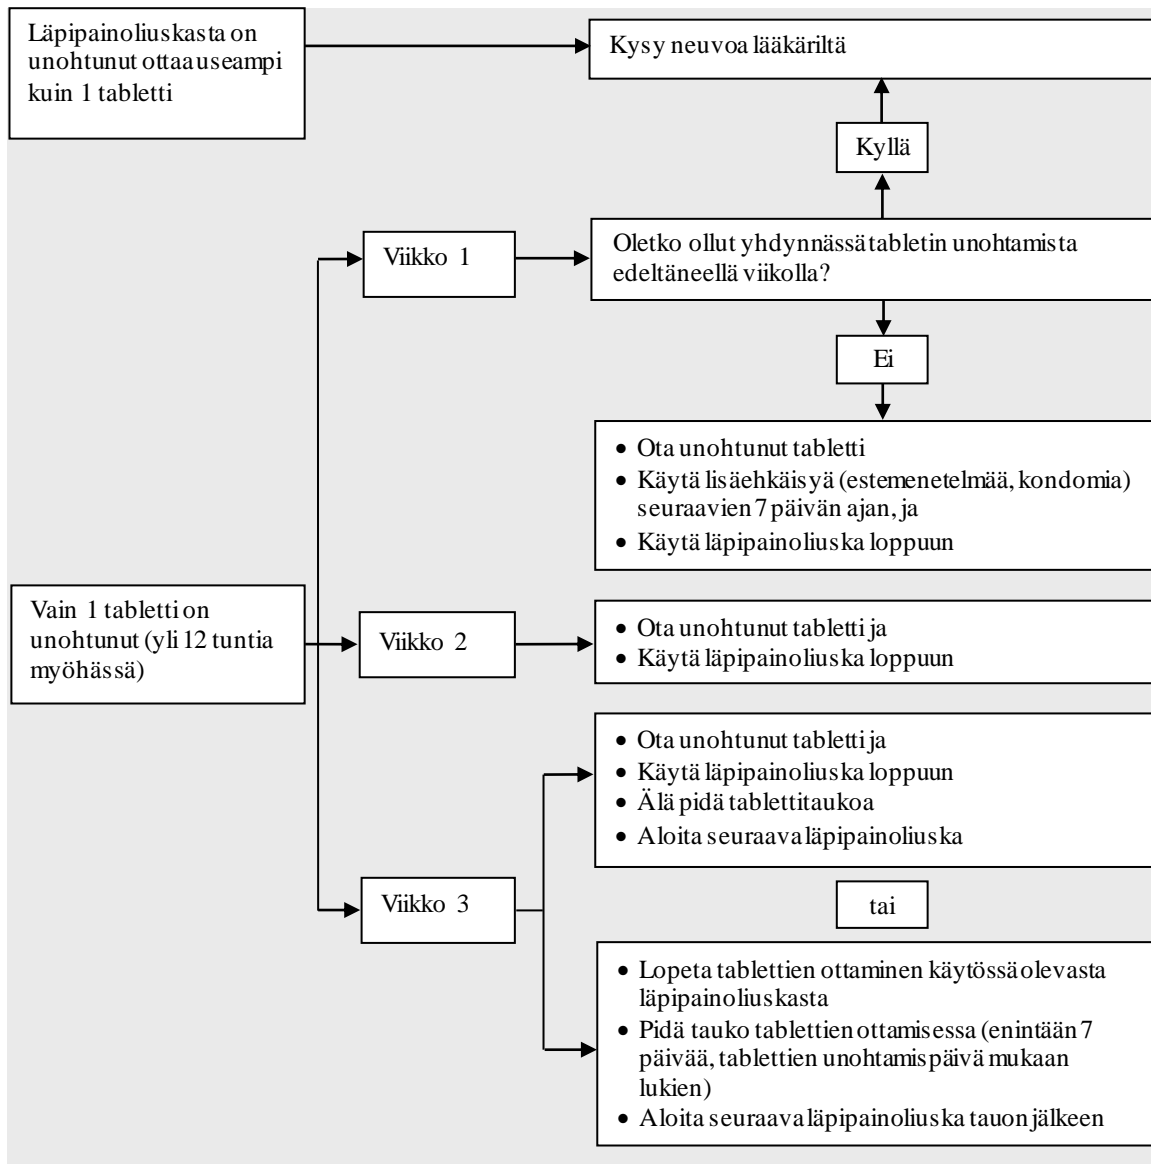 Läpipainoliuskasta on
unohtunut ottaa useampi
kuin 1 tabletti
Kysy neuvoa lääkäriltä
Kyllä
Viikko 1
Oletko ollut yhdynnässä tabletin unohtamista
edeltäneellä viikolla?
Ei
• Ota unohtunut tabletti
• Käytä lisäehkäisyä (estemenetelmää, kondomia)
seuraavien 7 päivän ajan, ja
• Käytä läpipainoliuska loppuun
Vain 1 tabletti on
unohtunut (yli 12 tuntia
myöhässä)
Viikko 2
• Ota unohtunut tabletti ja
• Käytä läpipainoliuska loppuun
• Ota unohtunut tabletti ja
• Käytä läpipainoliuska loppuun
• Älä pidä tablettitaukoa
• Aloita seuraava läpipainoliuska
Viikko 3
tai
• Lopeta tablettien ottaminen käytössä olevasta
läpipainoliuskasta
• Pidä tauko tablettien ottamisessa (enintään 7
päivää, tablettien unohtamispäivä mukaan
lukien)
• Aloita seuraava läpipainoliuska tauon jälkeen